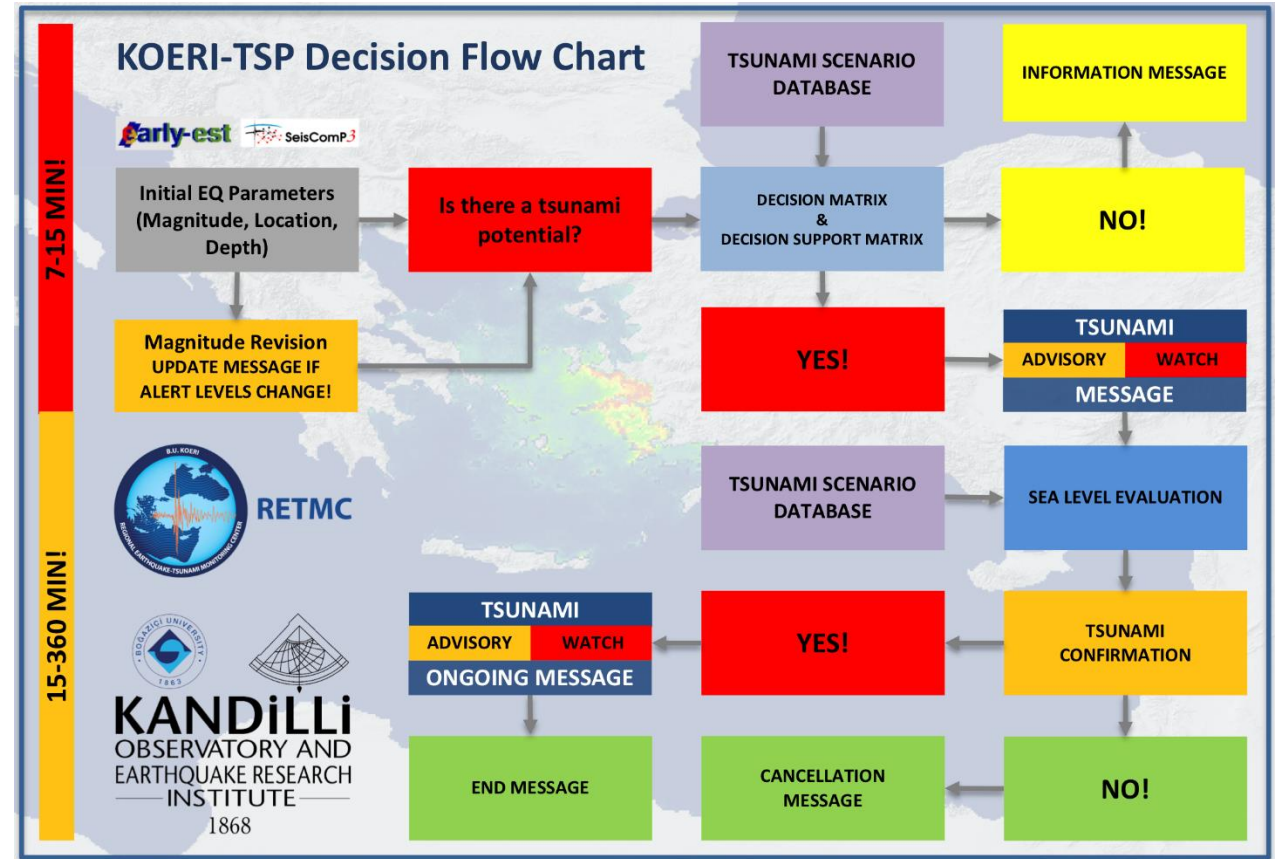 KOERI-TSP Decision Flow Chart
early-est
SeisComP3
7-15 MIN!
15-360 MIN!
TSUNAMI SCENARIO
DATABASE
INFORMATION MESSAGE
Initial EQ Parameters
(Magnitude, Location,
Depth)
Is there a tsunami
potential?
DECISION MATRIX
&
DECISION SUPPORT MATRIX
NO!
Magnitude Revision
UPDATE MESSAGE IF
ALERT LEVELS CHANGE!
YES!
TSUNAMI
ADVISORY
WATCH
MESSAGE
B.U. KOERI
REGIONAL EARTHQUAKE-TSUNAMI MONITORING CENTER
RETMC
TSUNAMI SCENARIO
DATABASE
SEA LEVEL EVALUATION
TSUNAMI
ADVISORY
WATCH
ONGOING MESSAGE
YES!
TSUNAMI
CONFIRMATION
BOĞAZİÇİ UNIVERSITY
1863
KANDiLLi
OBSERVATORY AND
EARTHQUAKE RESEARCH
INSTITUTE
1868
END MESSAGE
CANCELLATION
MESSAGE
NO!